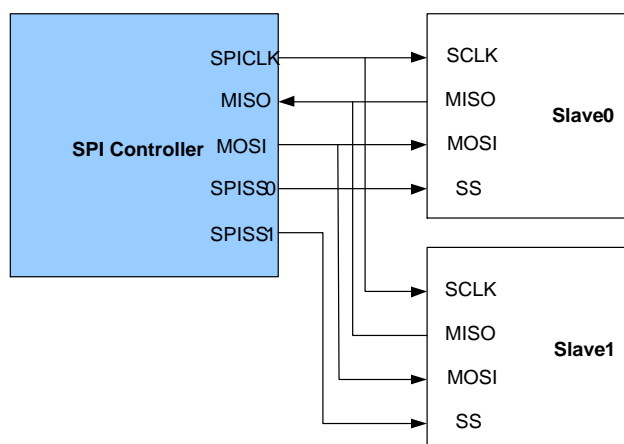 SPI Controller
SPICLK
MISO
MOSI
SPISS0
SPISS1
SCLK
MISO
MOSI
SS
Slave0
SCLK
MISO
MOSI
SS
Slave1